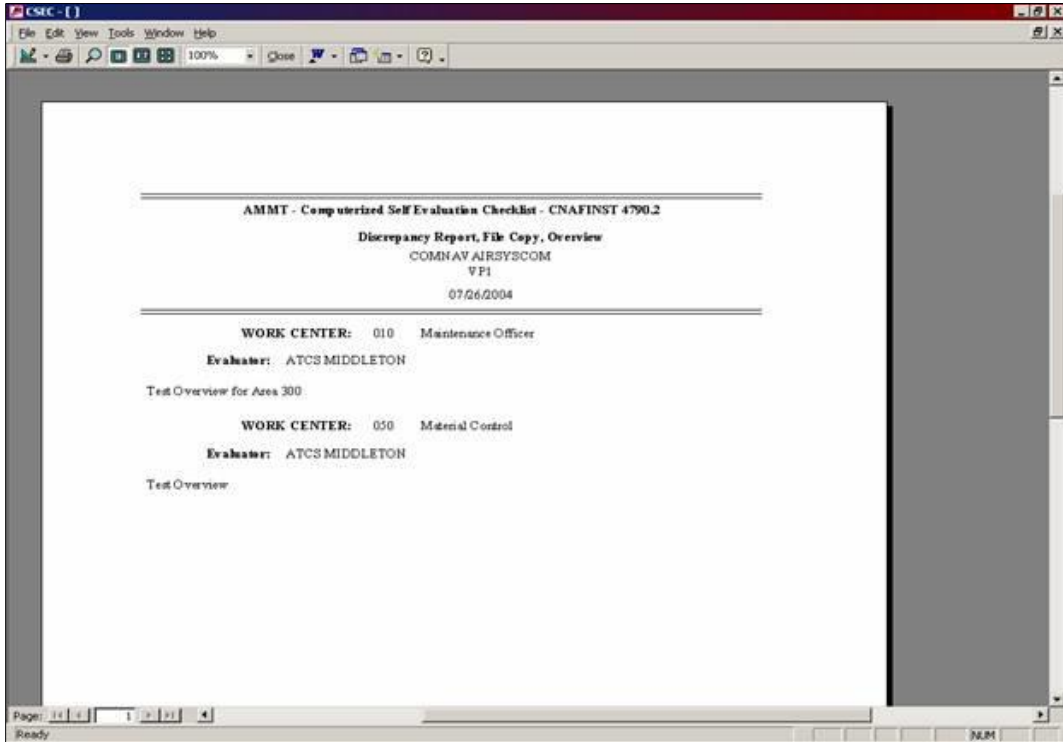 CSEC - [ ]
File Edit View Tools Window Help
100% Close
AMMT - Computerized Self Evaluation Checklist - CNAFINST 4790.2
Discrepancy Report, File Copy, Overview
COMNAVAIRSYSCOM
VP1
07/26/2004
WORK CENTER: 010 Maintenance Officer
Evaluator: ATCS MIDDLETON
Test Overview for Area 300
WORK CENTER: 050 Material Control
Evaluator: ATCS MIDDLETON
Test Overview
Page: 1
Ready NUM